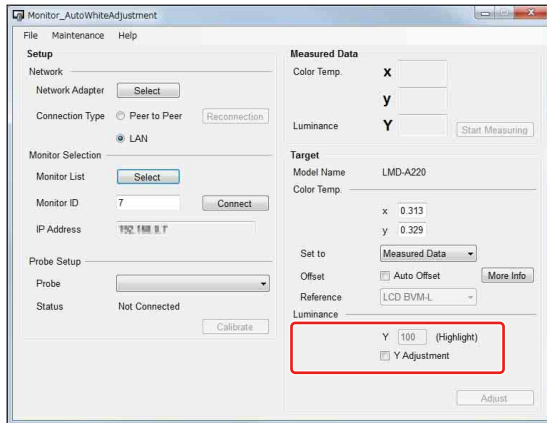 Monitor_AutoWhiteAdjustment
File Maintenance Help
Setup
Network
Network Adapter Select
Connection Type Peer to Peer Reconnection
LAN
Monitor Selection
Monitor List Select
Monitor ID 7 Connect
IP Address
Probe Setup
Probe
Status Not Connected
Calibrate
Measured Data
Color Temp. x
y
Luminance Y Start Measuring
Target
Model Name LMD-A220
Color Temp.
x 0.313
y 0.329
Set to Measured Data
Offset Auto Offset More Info
Reference LCD BVM-L
Luminance
Y 100 (Highlight)
Y Adjustment
Adjust